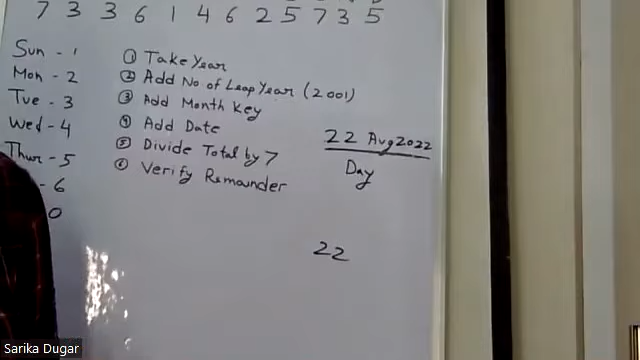 7 3 3 6 1 4 6 2 5 7 3 5
Sun - 1
Mon - 2
Tue - 3
Wed - 4
Thur - 5
- 6
0
① Take Year
② Add No of Leap Year (2001)
③ Add Month Key
④ Add Date
⑤ Divide Total by 7
⑥ Verify Remainder
22 Aug 2022
Day
22
Sarika Dugar